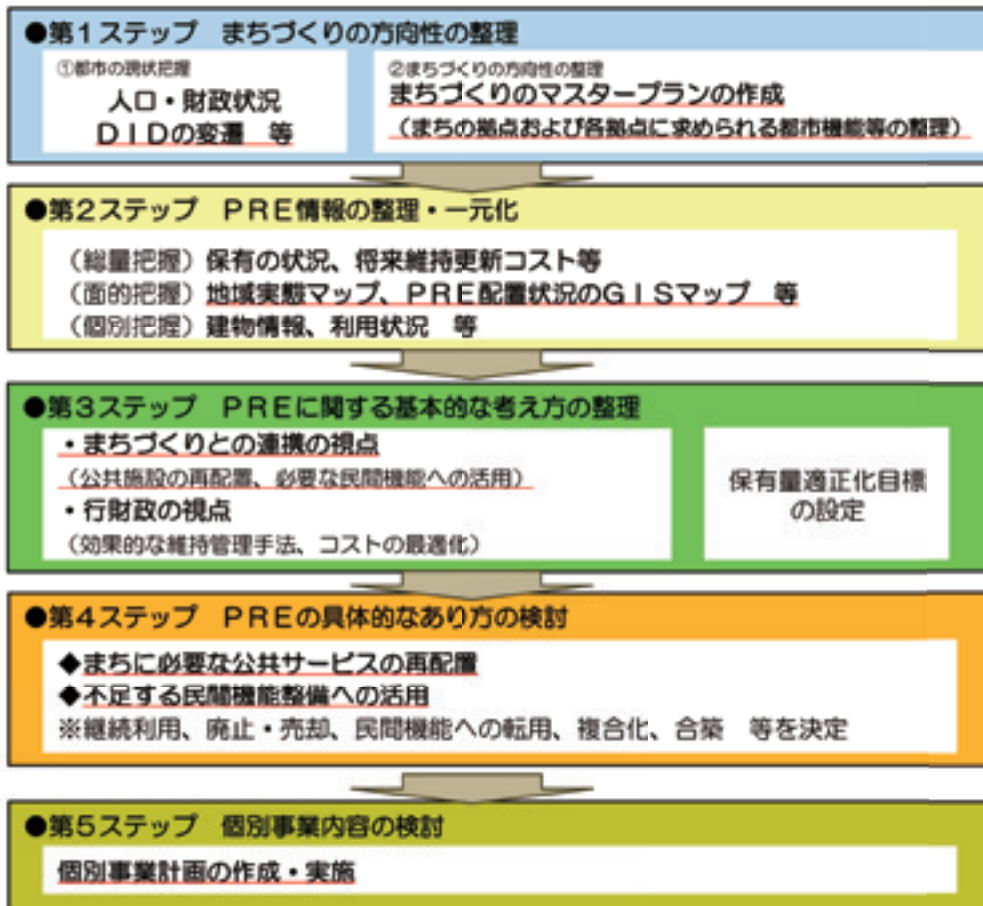 ●第1ステップ　まちづくりの方向性の整理
①都市の現状把握
人口・財政状況
DIDの変遷　等
②まちづくりの方向性の整理
まちづくりのマスタープランの作成
（まちの拠点および各拠点に求められる都市機能等の整理）
●第2ステップ　PRE情報の整理・一元化
（総量把握）保有の状況、将来維持更新コスト等
（面的把握）地域実態マップ、PRE配置状況のGISマップ　等
（個別把握）建物情報、利用状況　等
●第3ステップ　PREに関する基本的な考え方の整理
・まちづくりとの連携の視点
（公共施設の再配置、必要な民間機能への活用）
・行財政の視点
（効果的な維持管理手法、コストの最適化）
保有量適正化目標
の設定
●第4ステップ　PREの具体的なあり方の検討
◆まちに必要な公共サービスの再配置
◆不足する民間機能整備への活用
※継続利用、廃止・売却、民間機能への転用、複合化、合築　等を決定
●第5ステップ　個別事業内容の検討
個別事業計画の作成・実施